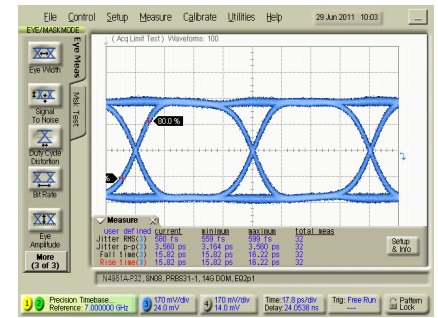 File Control Setup Measure Calibrate Utilities Help 29 Jun 2011 10:03
EYE/MASKMODE
( Acq Limit Test ) Waveforms: 100
Eye Meas
Msk Test
Eye Width
Signal
To Noise
Duty Cycle
Distortion
Bit Rate
Eye
Amplitude
More
(3 of 3)
80.0 %
%
Measure
user defined current minimum maximum total meas
Jitter RMS(3) 580 fs 559 fs 599 fs 32
Jitter p-p(3) 3.560 ps 3.164 ps 3.560 ps 32
Fall time(3) 15.82 ps 15.82 ps 16.22 ps 32
Rise time(3) 15.82 ps 15.82 ps 16.22 ps 32
Setup
& Info
N4951A-P32, SN08, PRBS31-1, 14G DOM, EQ2p1
1 2 Precision Timebase...
Reference: 7.000000 GHz
3 170 mV/div
24.0 mV
4 170 mV/div
14.0 mV
Time:17.8 ps/div
Delay:24.0538 ns
Trig: Free Run
Pattern
Lock